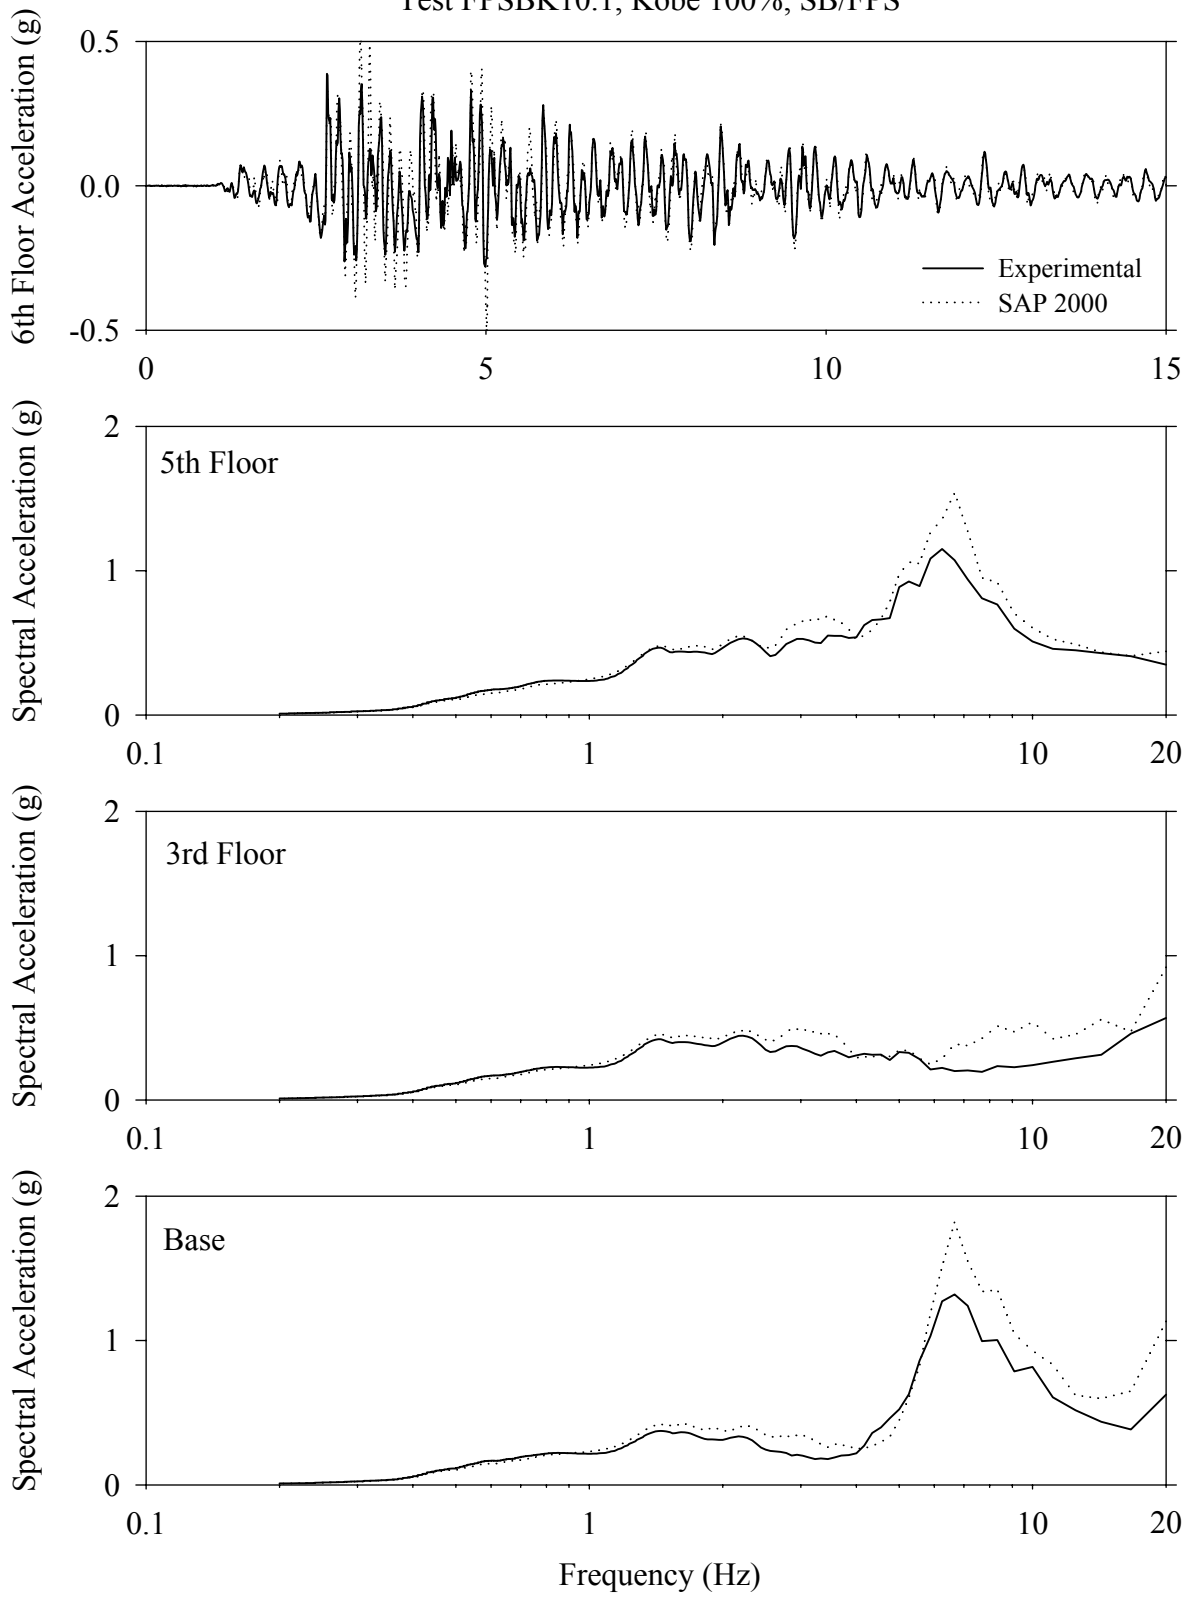 Test FPSBK10.1, Kobe 100%, SB/FPS
6th Floor Acceleration (g)
0.5
0.0
-0.5
Experimental
SAP 2000
0 5 10 15
Spectral Acceleration (g)
2
5th Floor
1
0
0.1 1 10 20
Spectral Acceleration (g)
2
3rd Floor
1
0
0.1 1 10 20
Spectral Acceleration (g)
2
Base
1
0
0.1 1 10 20
Frequency (Hz)